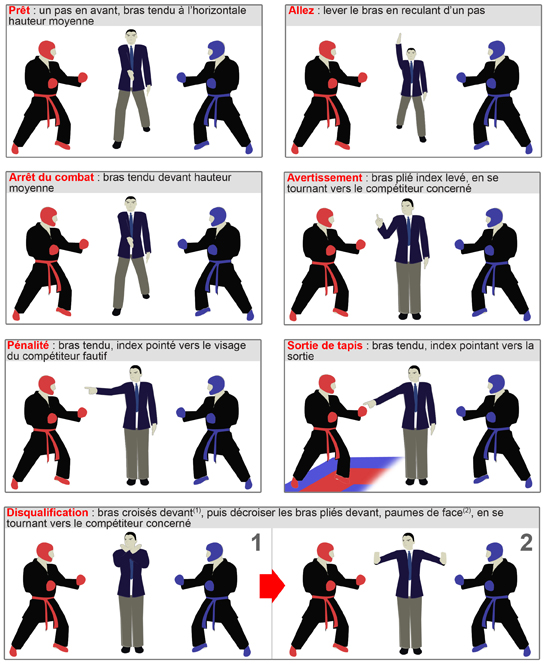 Prêt : un pas en avant, bras tendu à l'horizontale
hauteur moyenne
Allez : lever le bras en reculant d'un pas
Arrêt du combat : bras tendu devant hauteur
moyenne
Avertissement : bras plié index levé, en se
tournant vers le compétiteur concerné
Pénalité : bras tendu, index pointé vers le visage
du compétiteur fautif
Sortie de tapis : bras tendu, index pointant vers la
sortie
Disqualification : bras croisés devant(1), puis décroiser les bras pliés devant, paumes de face(2), en se
tournant vers le compétiteur concerné
1
2